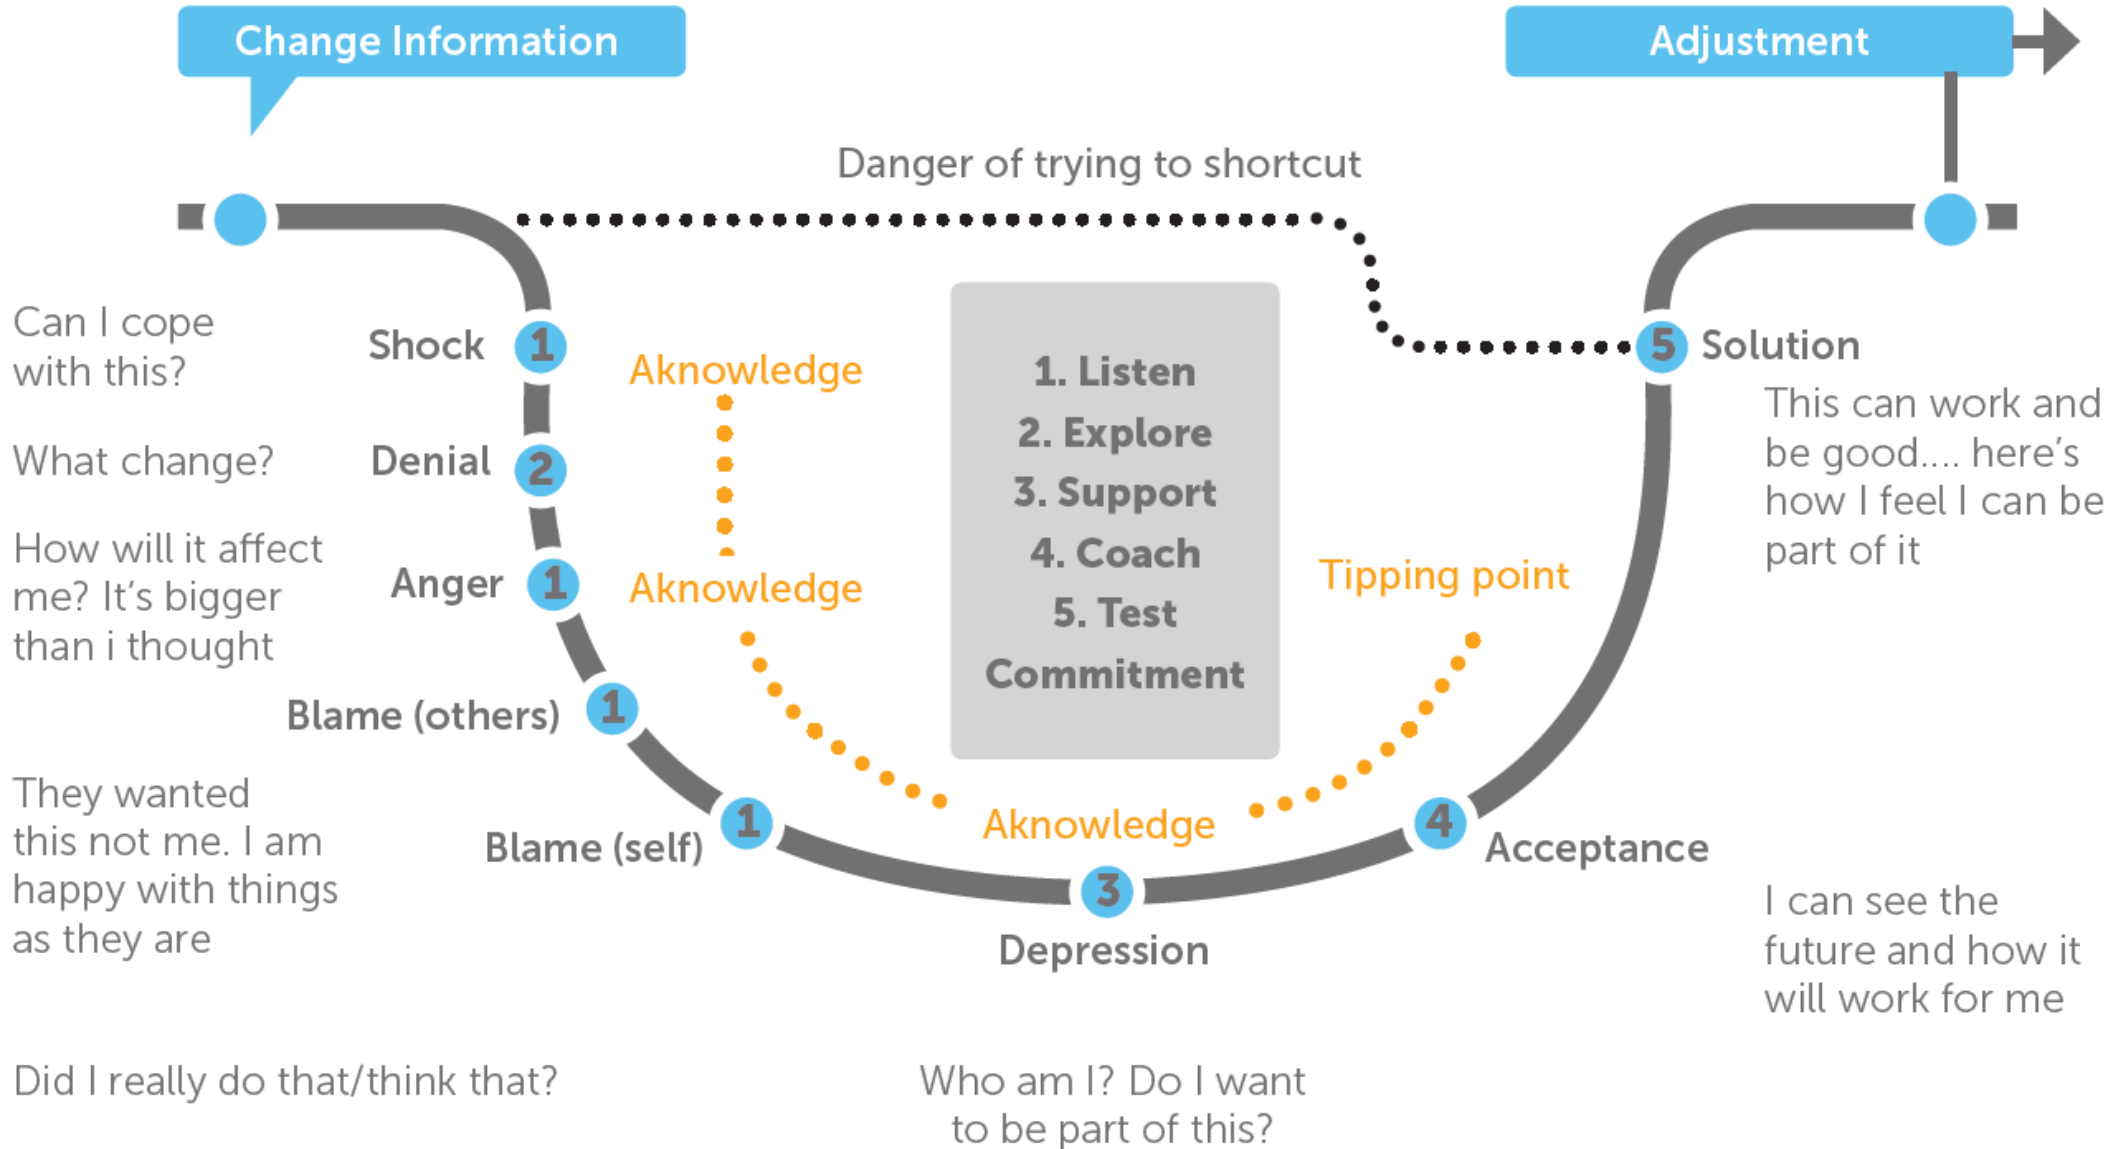 Change Information
Adjustment
Danger of trying to shortcut
Can I cope
with this?
Shock
1
What change?
Denial
2
How will it affect
me? It's bigger
than i thought
Anger
1
Blame (others)
1
They wanted
this not me. I am
happy with things
as they are
Blame (self)
1
Did I really do that/think that?
Aknowledge
Aknowledge
Aknowledge
1. Listen
2. Explore
3. Support
4. Coach
5. Test
Commitment
3
Depression
Who am I? Do I want
to be part of this?
Tipping point
4
Acceptance
I can see the
future and how it
will work for me
5
Solution
This can work and
be good.... here's
how I feel I can be
part of it